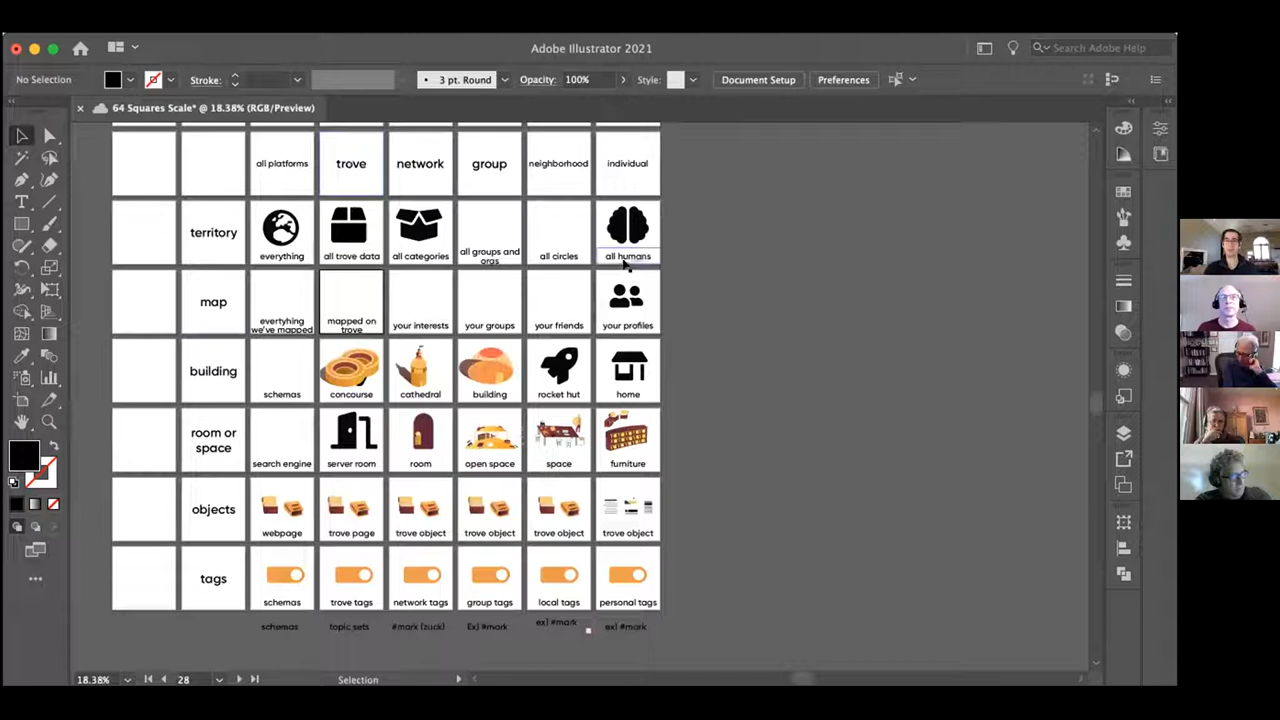 Adobe Illustrator 2021
Search Adobe Help
No Selection
Stroke:
3 pt. Round
Opacity: 100%
Style:
Document Setup
Preferences
64 Squares Scale* @ 18.38% (RGB/Preview)
all platforms
trove
network
group
neighborhood
individual
territory
everything
all trove data
all categories
all groups and
orgs
all circles
all humans
map
evertyhing
we've mapped
mapped on
trove
your interests
your groups
your friends
your profiles
building
schemas
concourse
cathedral
building
rocket hut
home
room or
space
search engine
server room
room
open space
space
furniture
objects
webpage
trove page
trove object
trove object
trove object
trove object
tags
schemas
trove tags
network tags
group tags
local tags
personal tags
schemas
topic sets
#mark (zuck)
Ex) #mark
ex) #mark
ex) #mark
18.38%
28
Selection